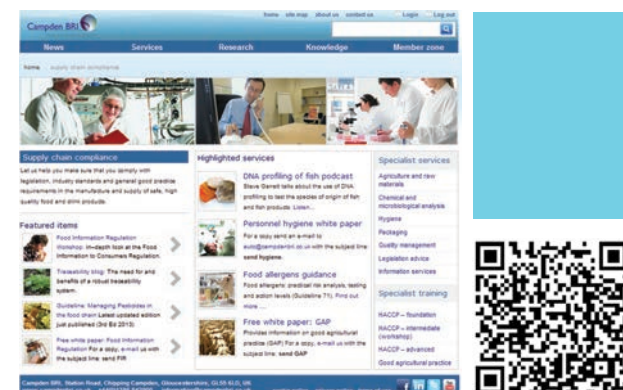 home site map about us contact us Login Log out
Campden BRI
News Services Research Knowledge Member zone
home supply chain compliance
Supply chain compliance
Let us help you make sure that you comply with
legislation, industry standards and general good practice
requirements in the manufacture and supply of safe, high
quality food and drink products.
Featured items
Food Information Regulation
Workshop: In-depth look at the Food
Information to Consumers Regulation.
Traceability blog: The need for and
benefits of a robust traceability
system.
Guideline: Managing Pesticides in
the food chain Latest updated edition
just published (3rd Ed 2013).
Free white paper: Food Information
Regulation For a copy, e-mail us with
the subject line: send FIR
Highlighted services
DNA profiling of fish podcast
Steve Garrett talks about the use of DNA
profiling to test the species of origin of fish
and fish products. Listen...
Personnel hygiene white paper
For a copy send an e-mail to
auto@campdenbri.co.uk with the subject line:
send hygiene.
Food allergens guidance
Food allergens: practical risk analysis, testing
and action levels (Guideline 71). Find out
more ...
Free white paper: GAP
Provides information on good agricultural
practice (GAP) For a copy, e-mail us with the
subject line: send GAP
Specialist services
Agriculture and raw
materials
Chemical and
microbiological analysis
Hygiene
Packaging
Quality management
Legislation advice
Information services
Specialist training
HACCP – foundation
HACCP – intermediate
(workshop)
HACCP – advanced
Good agricultural practice
Campden BRI, Station Road, Chipping Campden, Gloucestershire, GL55 6LD, UK